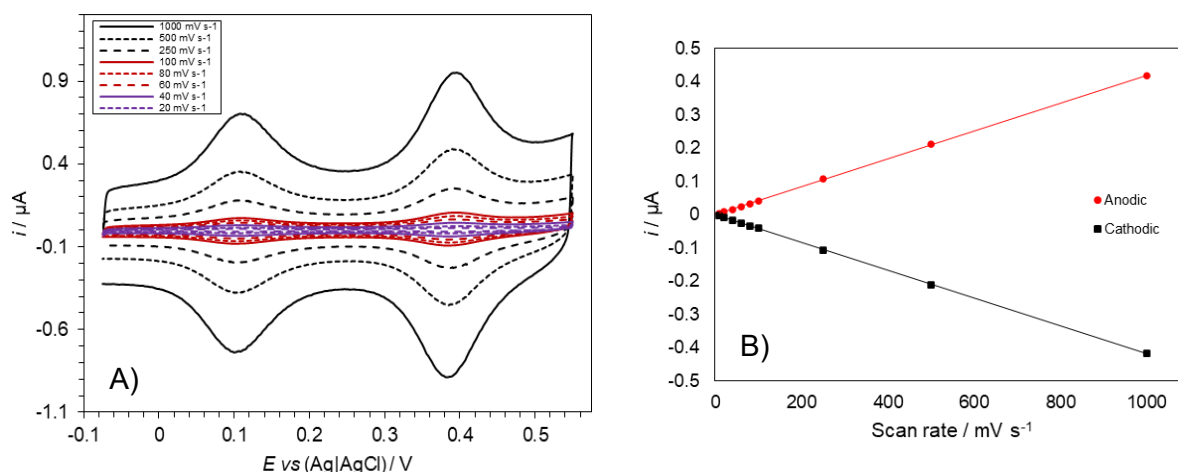 1000 mV s-1
500 mV s-1
250 mV s-1
100 mV s-1
80 mV s-1
60 mV s-1
40 mV s-1
20 mV s-1
0.9
0.4
-0.1
-0.6
-1.1
i / µA
A)
-0.1 0 0.1 0.2 0.3 0.4 0.5
E vs (Ag|AgCl) / V
0.5
0.4
0.3
0.2
0.1
0
-0.1
-0.2
-0.3
-0.4
-0.5
i / µA
Anodic
Cathodic
B)
0 200 400 600 800 1000
Scan rate / mV s⁻¹